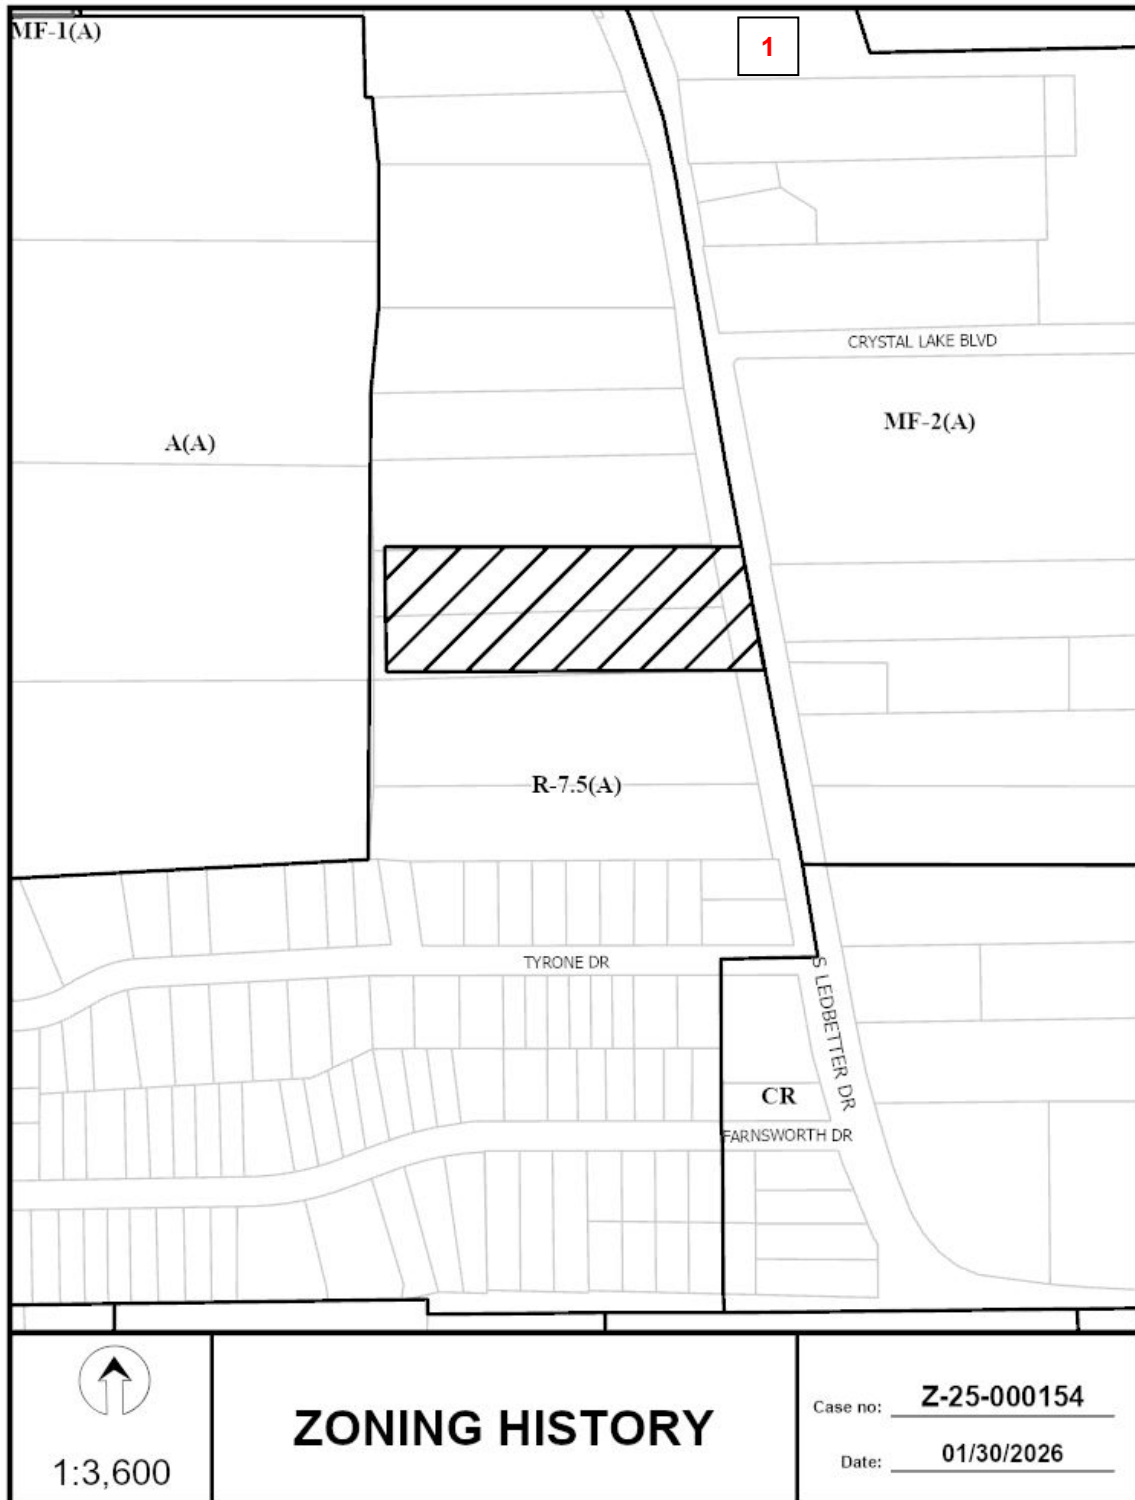 MF-1(A)
1
CRYSTAL LAKE BLVD
MF-2(A)
A(A)
R-7.5(A)
TYRONE DR
S LEDBETTER DR
CR
FARNSWORTH DR
1:3,600
ZONING HISTORY
Case no: Z-25-000154
Date: 01/30/2026